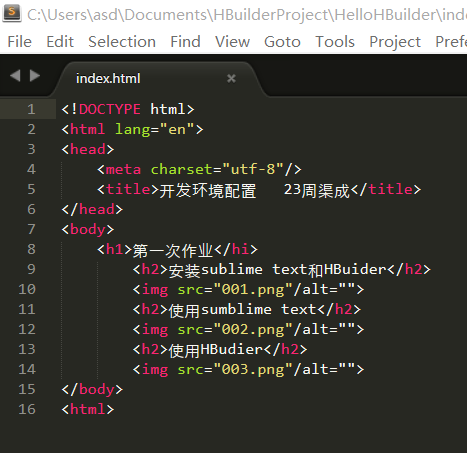 C:\Users\asd\Documents\HBuilderProject\HelloHBuilder\inde
File Edit Selection Find View Goto Tools Project Prefe
index.html ×
1 <!DOCTYPE html>
2 <html lang="en">
3 <head>
4 <meta charset="utf-8"/>
5 <title>开发环境配置 23周渠成</title>
6 </head>
7 <body>
8 <h1>第一次作业</hi>
9 <h2>安装sublime text和HBuider</h2>
10 <img src="001.png"/alt="">
11 <h2>使用sumblime text</h2>
12 <img src="002.png"/alt="">
13 <h2>使用HBudier</h2>
14 <img src="003.png"/alt="">
15 </body>
16 <html>